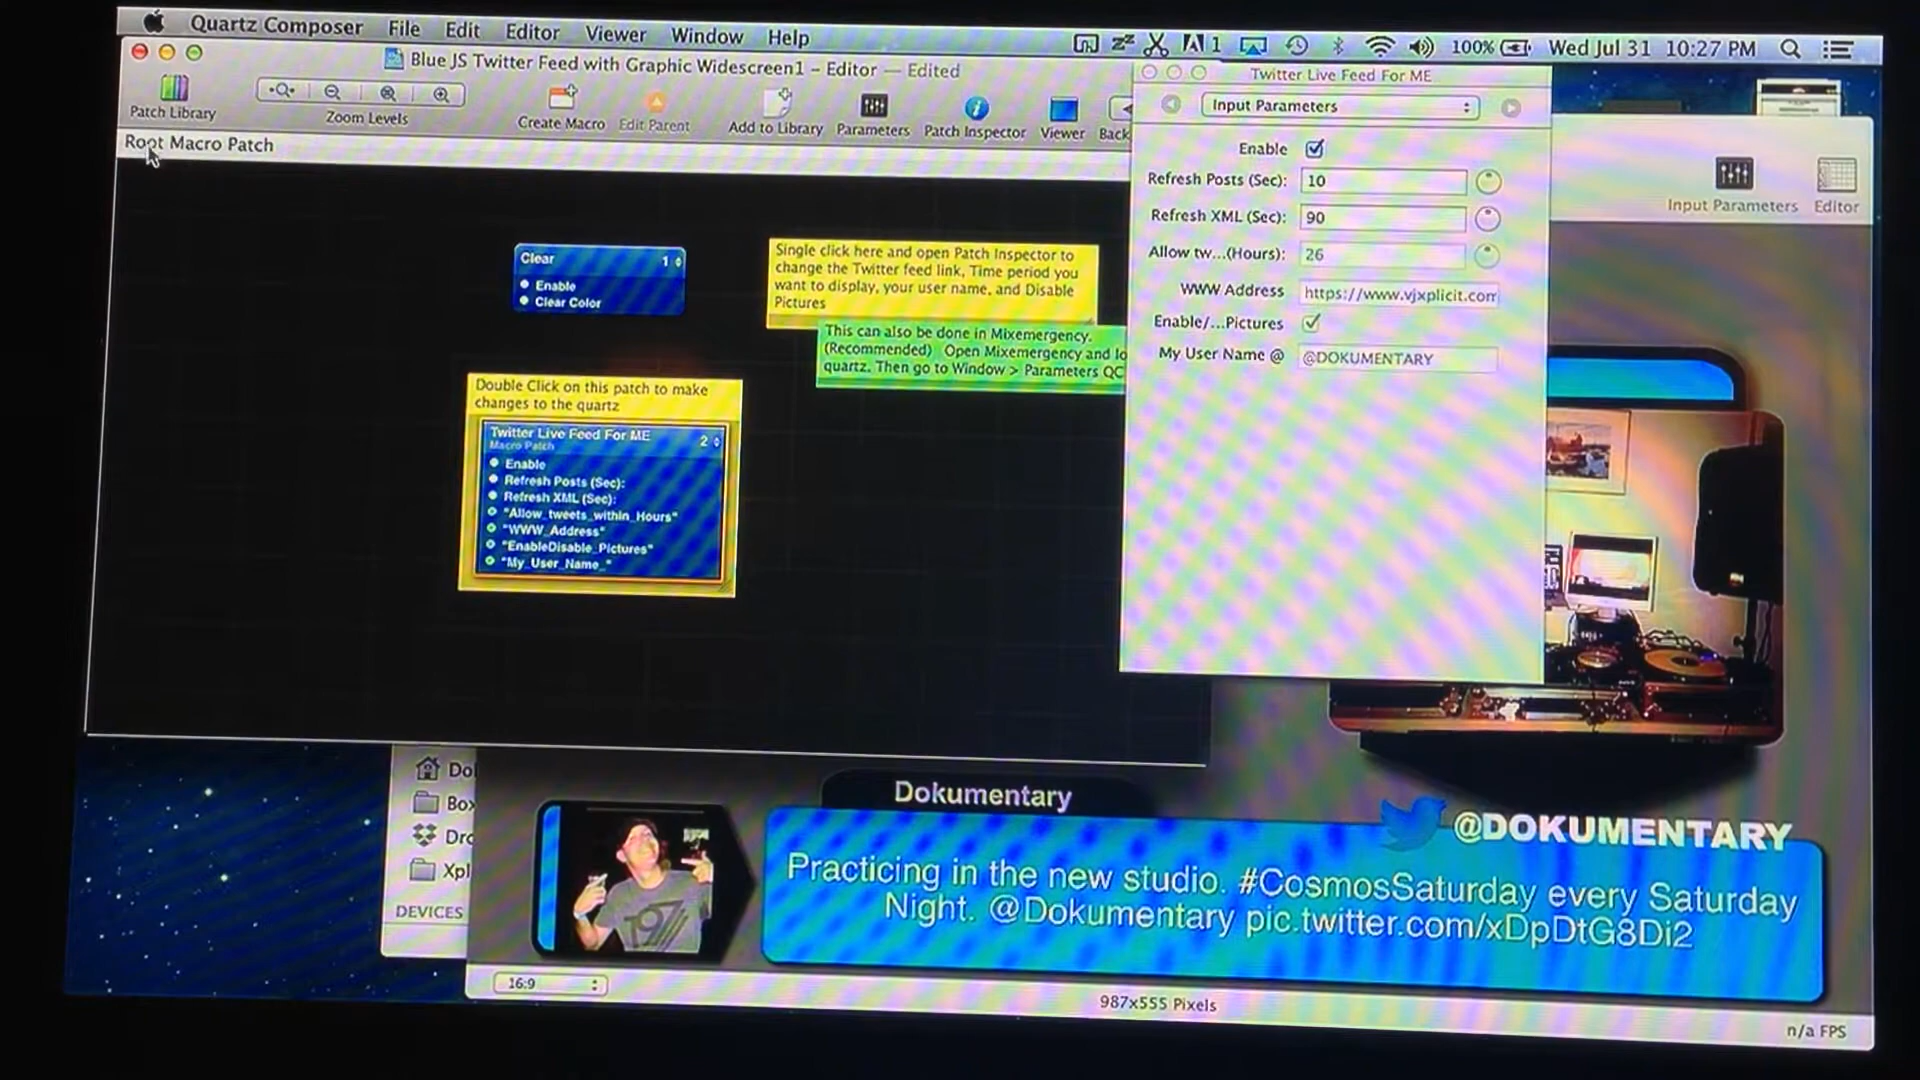 Quartz Composer File Edit Editor Viewer Window Help
1 100% Wed Jul 31 10:27 PM
Blue JS Twitter Feed with Graphic Widescreen1 – Editor — Edited
Patch Library
Zoom Levels
Create Macro
Edit Parent
Add to Library
Parameters
Patch Inspector
Viewer
Back
Root Macro Patch
Clear 1
Enable
Clear Color
Single click here and open Patch Inspector to
change the Twitter feed link, Time period you
want to display, your user name, and Disable
Pictures
This can also be done in Mixemergency.
(Recommended) Open Mixemergency and lo
quartz. Then go to Window > Parameters QC
Double Click on this patch to make
changes to the quartz
Twitter Live Feed For ME 2
Macro Patch
Enable
Refresh Posts (Sec):
Refresh XML (Sec):
"Allow_tweets_within_Hours"
"WWW_Address"
"EnableDisable_Pictures"
"My_User_Name_"
Twitter Live Feed For ME
Input Parameters
Enable
Refresh Posts (Sec): 10
Refresh XML (Sec): 90
Allow tw...(Hours): 26
WWW Address https://www.vjxplicit.com
Enable/...Pictures
My User Name @ @DOKUMENTARY
Input Parameters
Editor
Dol
Box
Dro
Xpl
DEVICES
Dokumentary
@DOKUMENTARY
Practicing in the new studio. #CosmosSaturday every Saturday
Night. @Dokumentary pic.twitter.com/xDpDtG8Di2
16:9
987x555 Pixels
n/a FPS